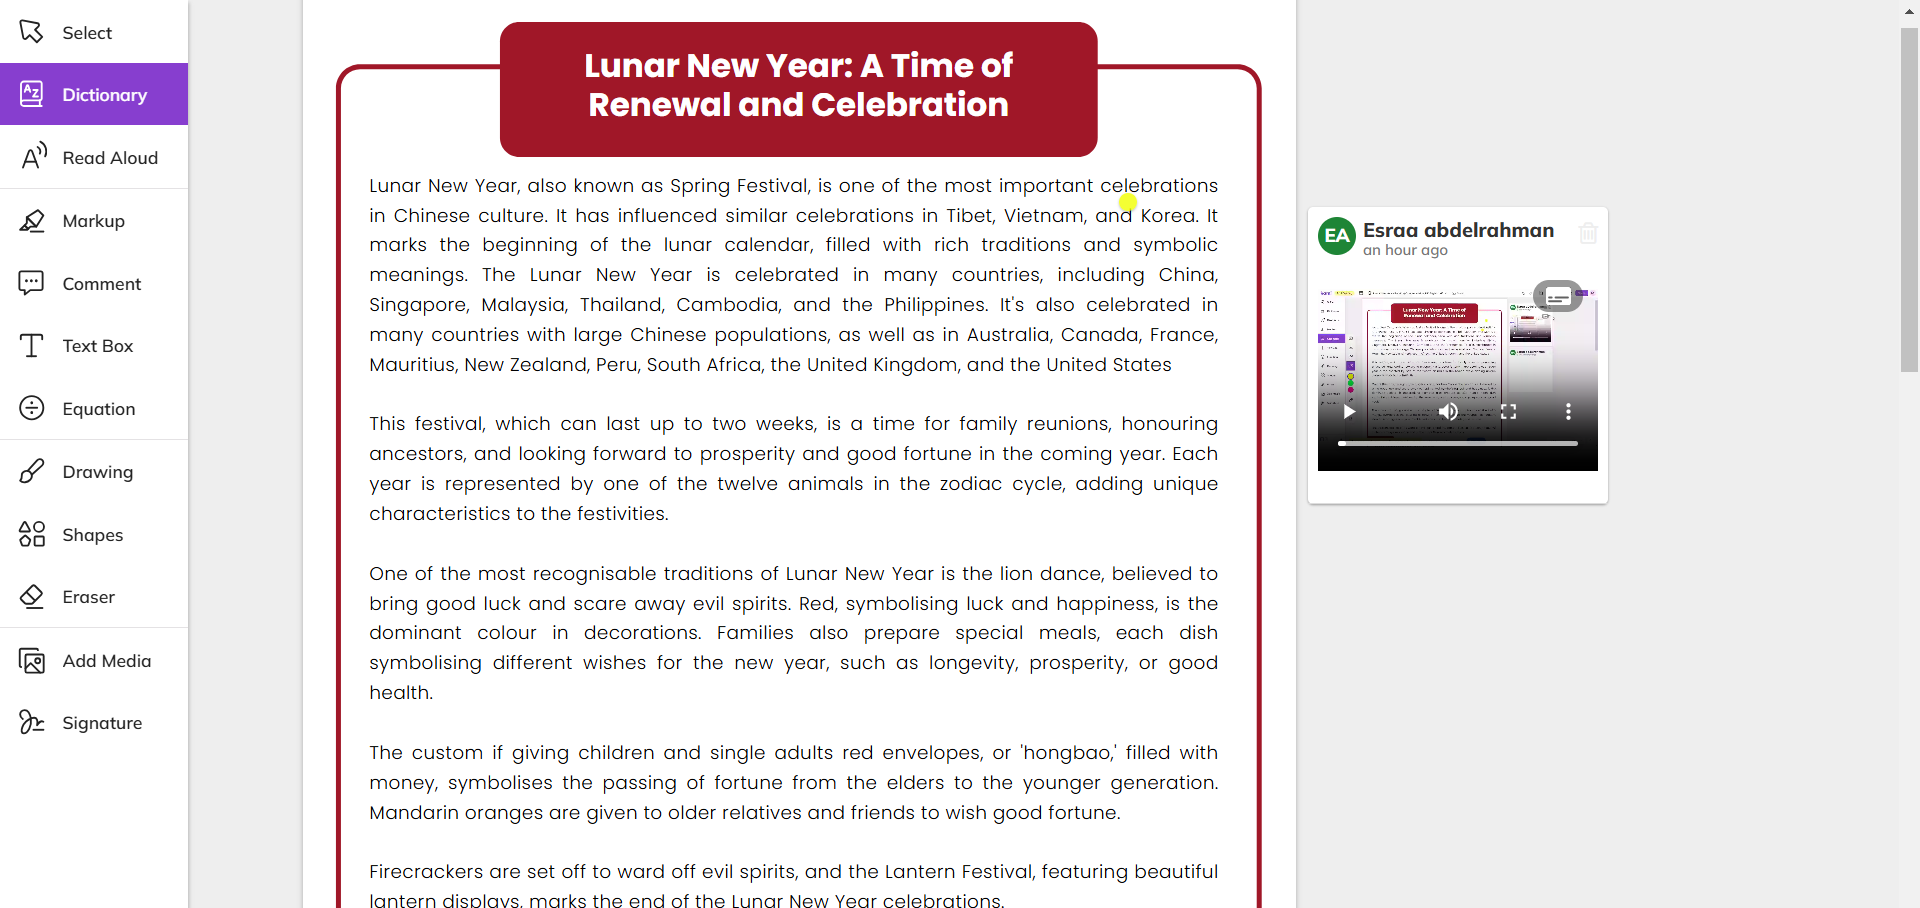 Select
Dictionary
Read Aloud
Markup
Comment
Text Box
Equation
Drawing
Shapes
Eraser
Add Media
Signature
Lunar New Year: A Time of
Renewal and Celebration
Lunar New Year, also known as Spring Festival, is one of the most important celebrations
in Chinese culture. It has influenced similar celebrations in Tibet, Vietnam, and Korea. It
marks the beginning of the lunar calendar, filled with rich traditions and symbolic
meanings. The Lunar New Year is celebrated in many countries, including China,
Singapore, Malaysia, Thailand, Cambodia, and the Philippines. It's also celebrated in
many countries with large Chinese populations, as well as in Australia, Canada, France,
Mauritius, New Zealand, Peru, South Africa, the United Kingdom, and the United States
This festival, which can last up to two weeks, is a time for family reunions, honouring
ancestors, and looking forward to prosperity and good fortune in the coming year. Each
year is represented by one of the twelve animals in the zodiac cycle, adding unique
characteristics to the festivities.
One of the most recognisable traditions of Lunar New Year is the lion dance, believed to
bring good luck and scare away evil spirits. Red, symbolising luck and happiness, is the
dominant colour in decorations. Families also prepare special meals, each dish
symbolising different wishes for the new year, such as longevity, prosperity, or good
health.
The custom if giving children and single adults red envelopes, or 'hongbao,' filled with
money, symbolises the passing of fortune from the elders to the younger generation.
Mandarin oranges are given to older relatives and friends to wish good fortune.
Firecrackers are set off to ward off evil spirits, and the Lantern Festival, featuring beautiful
lantern displays, marks the end of the Lunar New Year celebrations.
EA
Esraa abdelrahman
an hour ago
Lunar New Year: A Time of
Renewal and Celebration